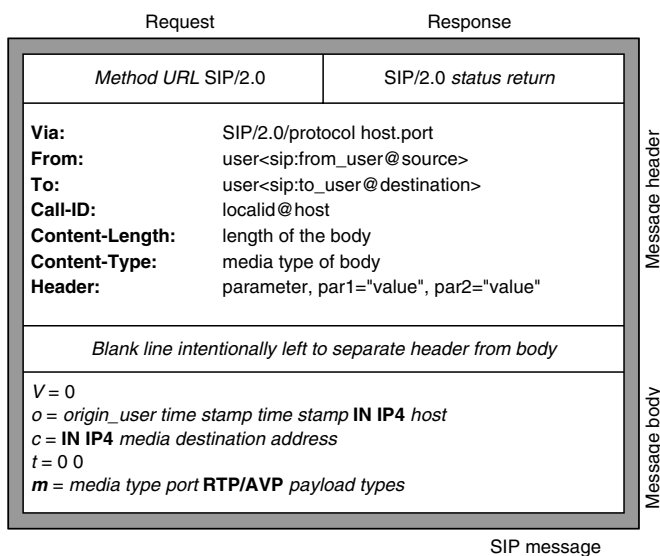 Request Response
Method URL SIP/2.0 SIP/2.0 status return
Via: SIP/2.0/protocol host.port
From: user<sip:from_user@source>
To: user<sip:to_user@destination>
Call-ID: localid@host
Content-Length: length of the body
Content-Type: media type of body
Header: parameter, par1="value", par2="value"
Message header
Blank line intentionally left to separate header from body
V = 0
o = origin_user time stamp time stamp IN IP4 host
c = IN IP4 media destination address
t = 0 0
m = media type port RTP/AVP payload types
Message body
SIP message